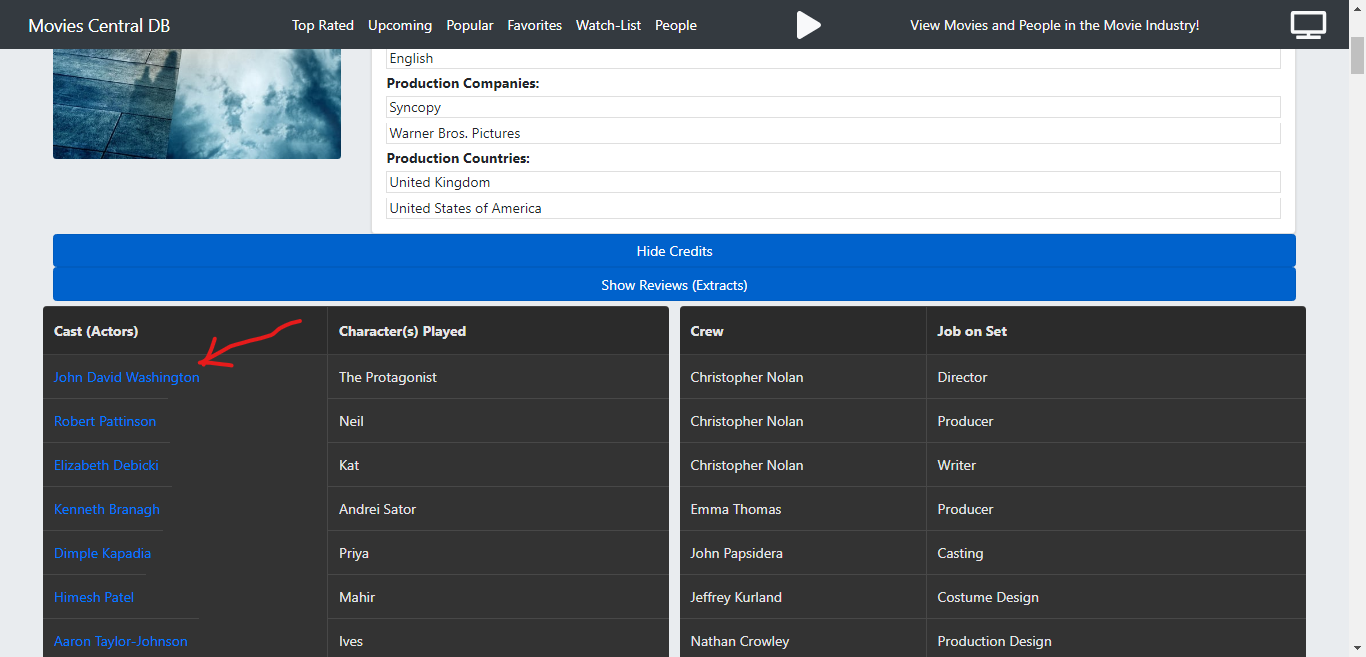 Movies Central DB Top Rated Upcoming Popular Favorites Watch-List People View Movies and People in the Movie Industry!
English
Production Companies:
Syncopy
Warner Bros. Pictures
Production Countries:
United Kingdom
United States of America
Hide Credits
Show Reviews (Extracts)
Cast (Actors) Character(s) Played Crew Job on Set
John David Washington The Protagonist Christopher Nolan Director
Robert Pattinson Neil Christopher Nolan Producer
Elizabeth Debicki Kat Christopher Nolan Writer
Kenneth Branagh Andrei Sator Emma Thomas Producer
Dimple Kapadia Priya John Papsidera Casting
Himesh Patel Mahir Jeffrey Kurland Costume Design
Aaron Taylor-Johnson Ives Nathan Crowley Production Design